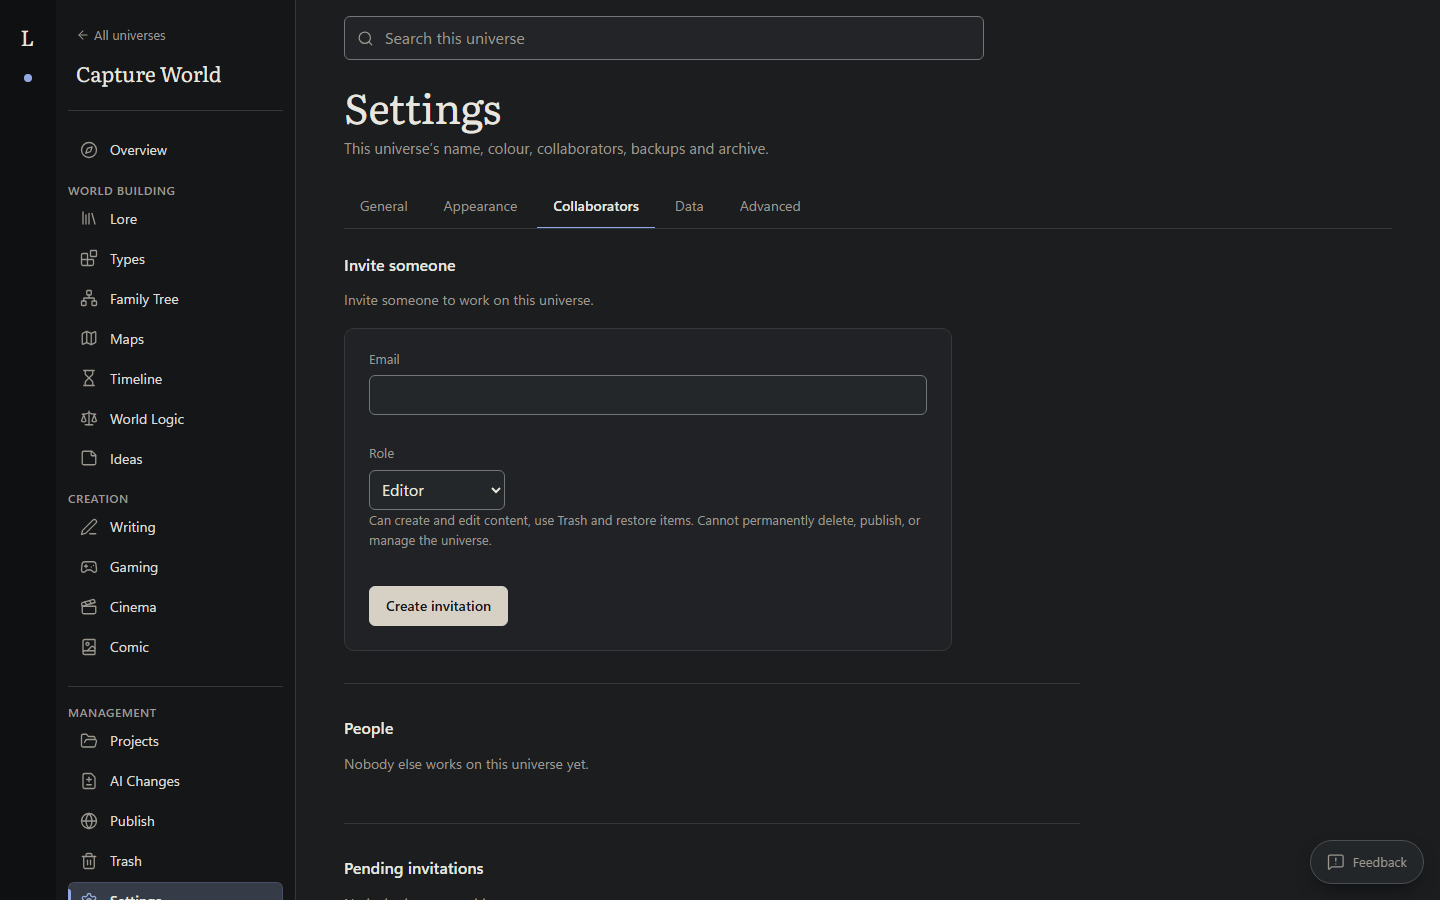 L
All universes
Capture World
Overview
WORLD BUILDING
Lore
Types
Family Tree
Maps
Timeline
World Logic
Ideas
CREATION
Writing
Gaming
Cinema
Comic
MANAGEMENT
Projects
AI Changes
Publish
Trash
Settings
Search this universe
Settings
This universe’s name, colour, collaborators, backups and archive.
General Appearance Collaborators Data Advanced
Invite someone
Invite someone to work on this universe.
Email
Role
Editor
Can create and edit content, use Trash and restore items. Cannot permanently delete, publish, or
manage the universe.
Create invitation
People
Nobody else works on this universe yet.
Pending invitations
Feedback